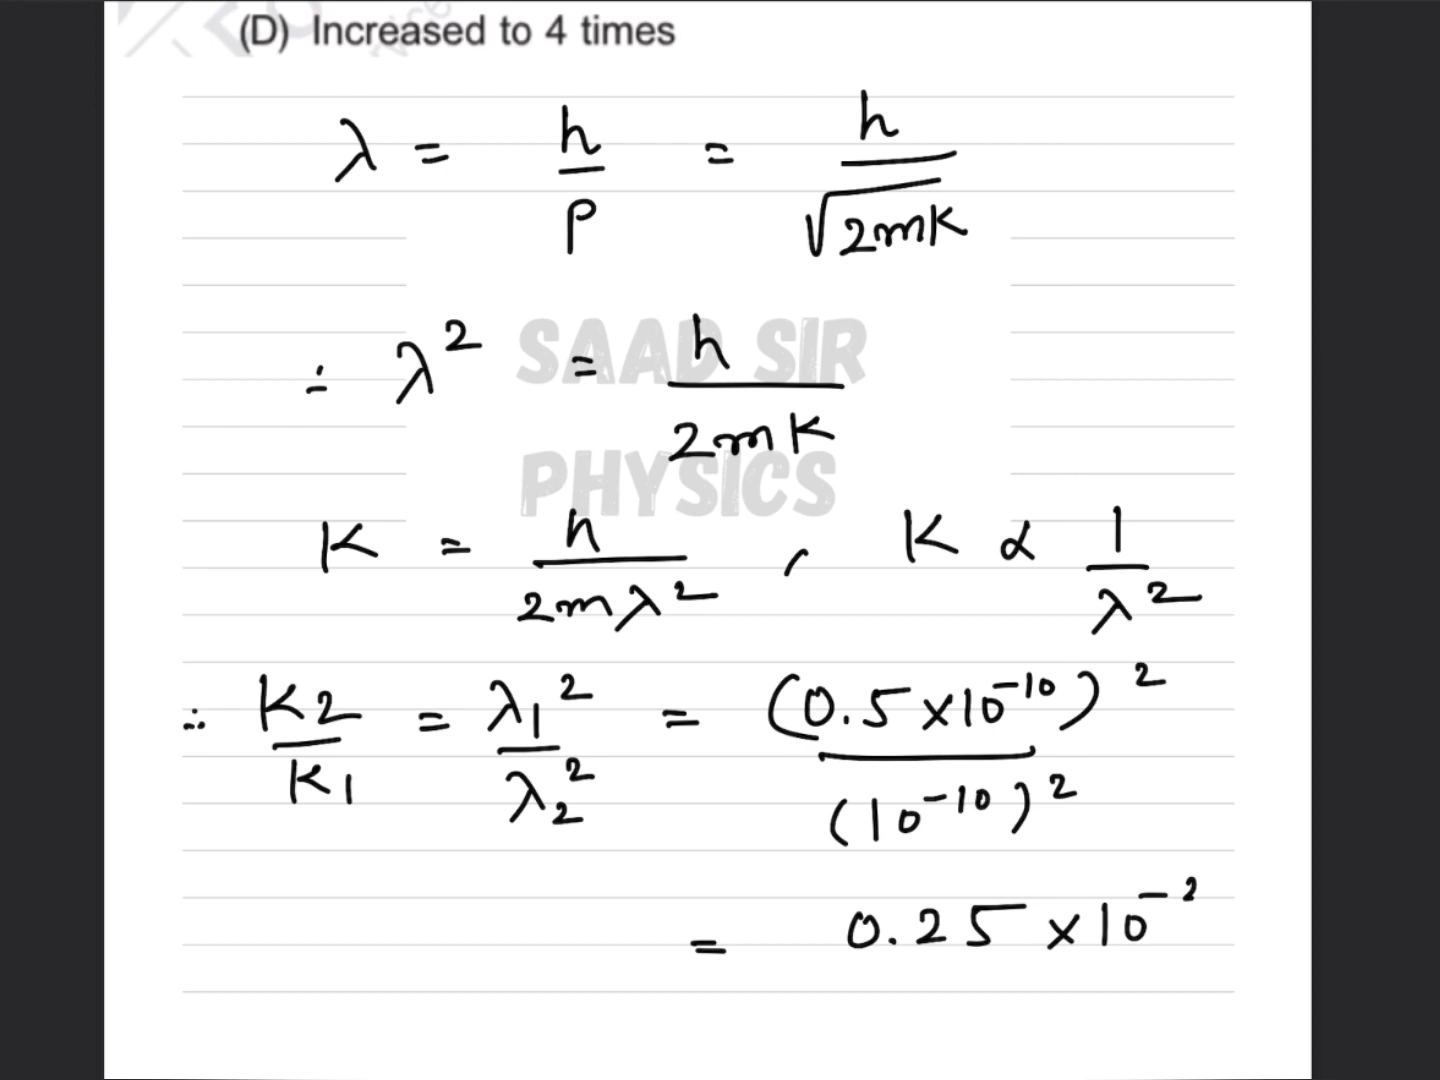 (D) Increased to 4 times
λ = h/P = h/√2mK
∴ λ² = h/2mK
SAAD SIR
PHYSICS
K = h/2mλ² , K ∝ 1/λ²
∴ K2/K1 = λ1²/λ2² = (0.5×10⁻¹⁰)²/(10⁻¹⁰)²
= 0.25×10⁻²